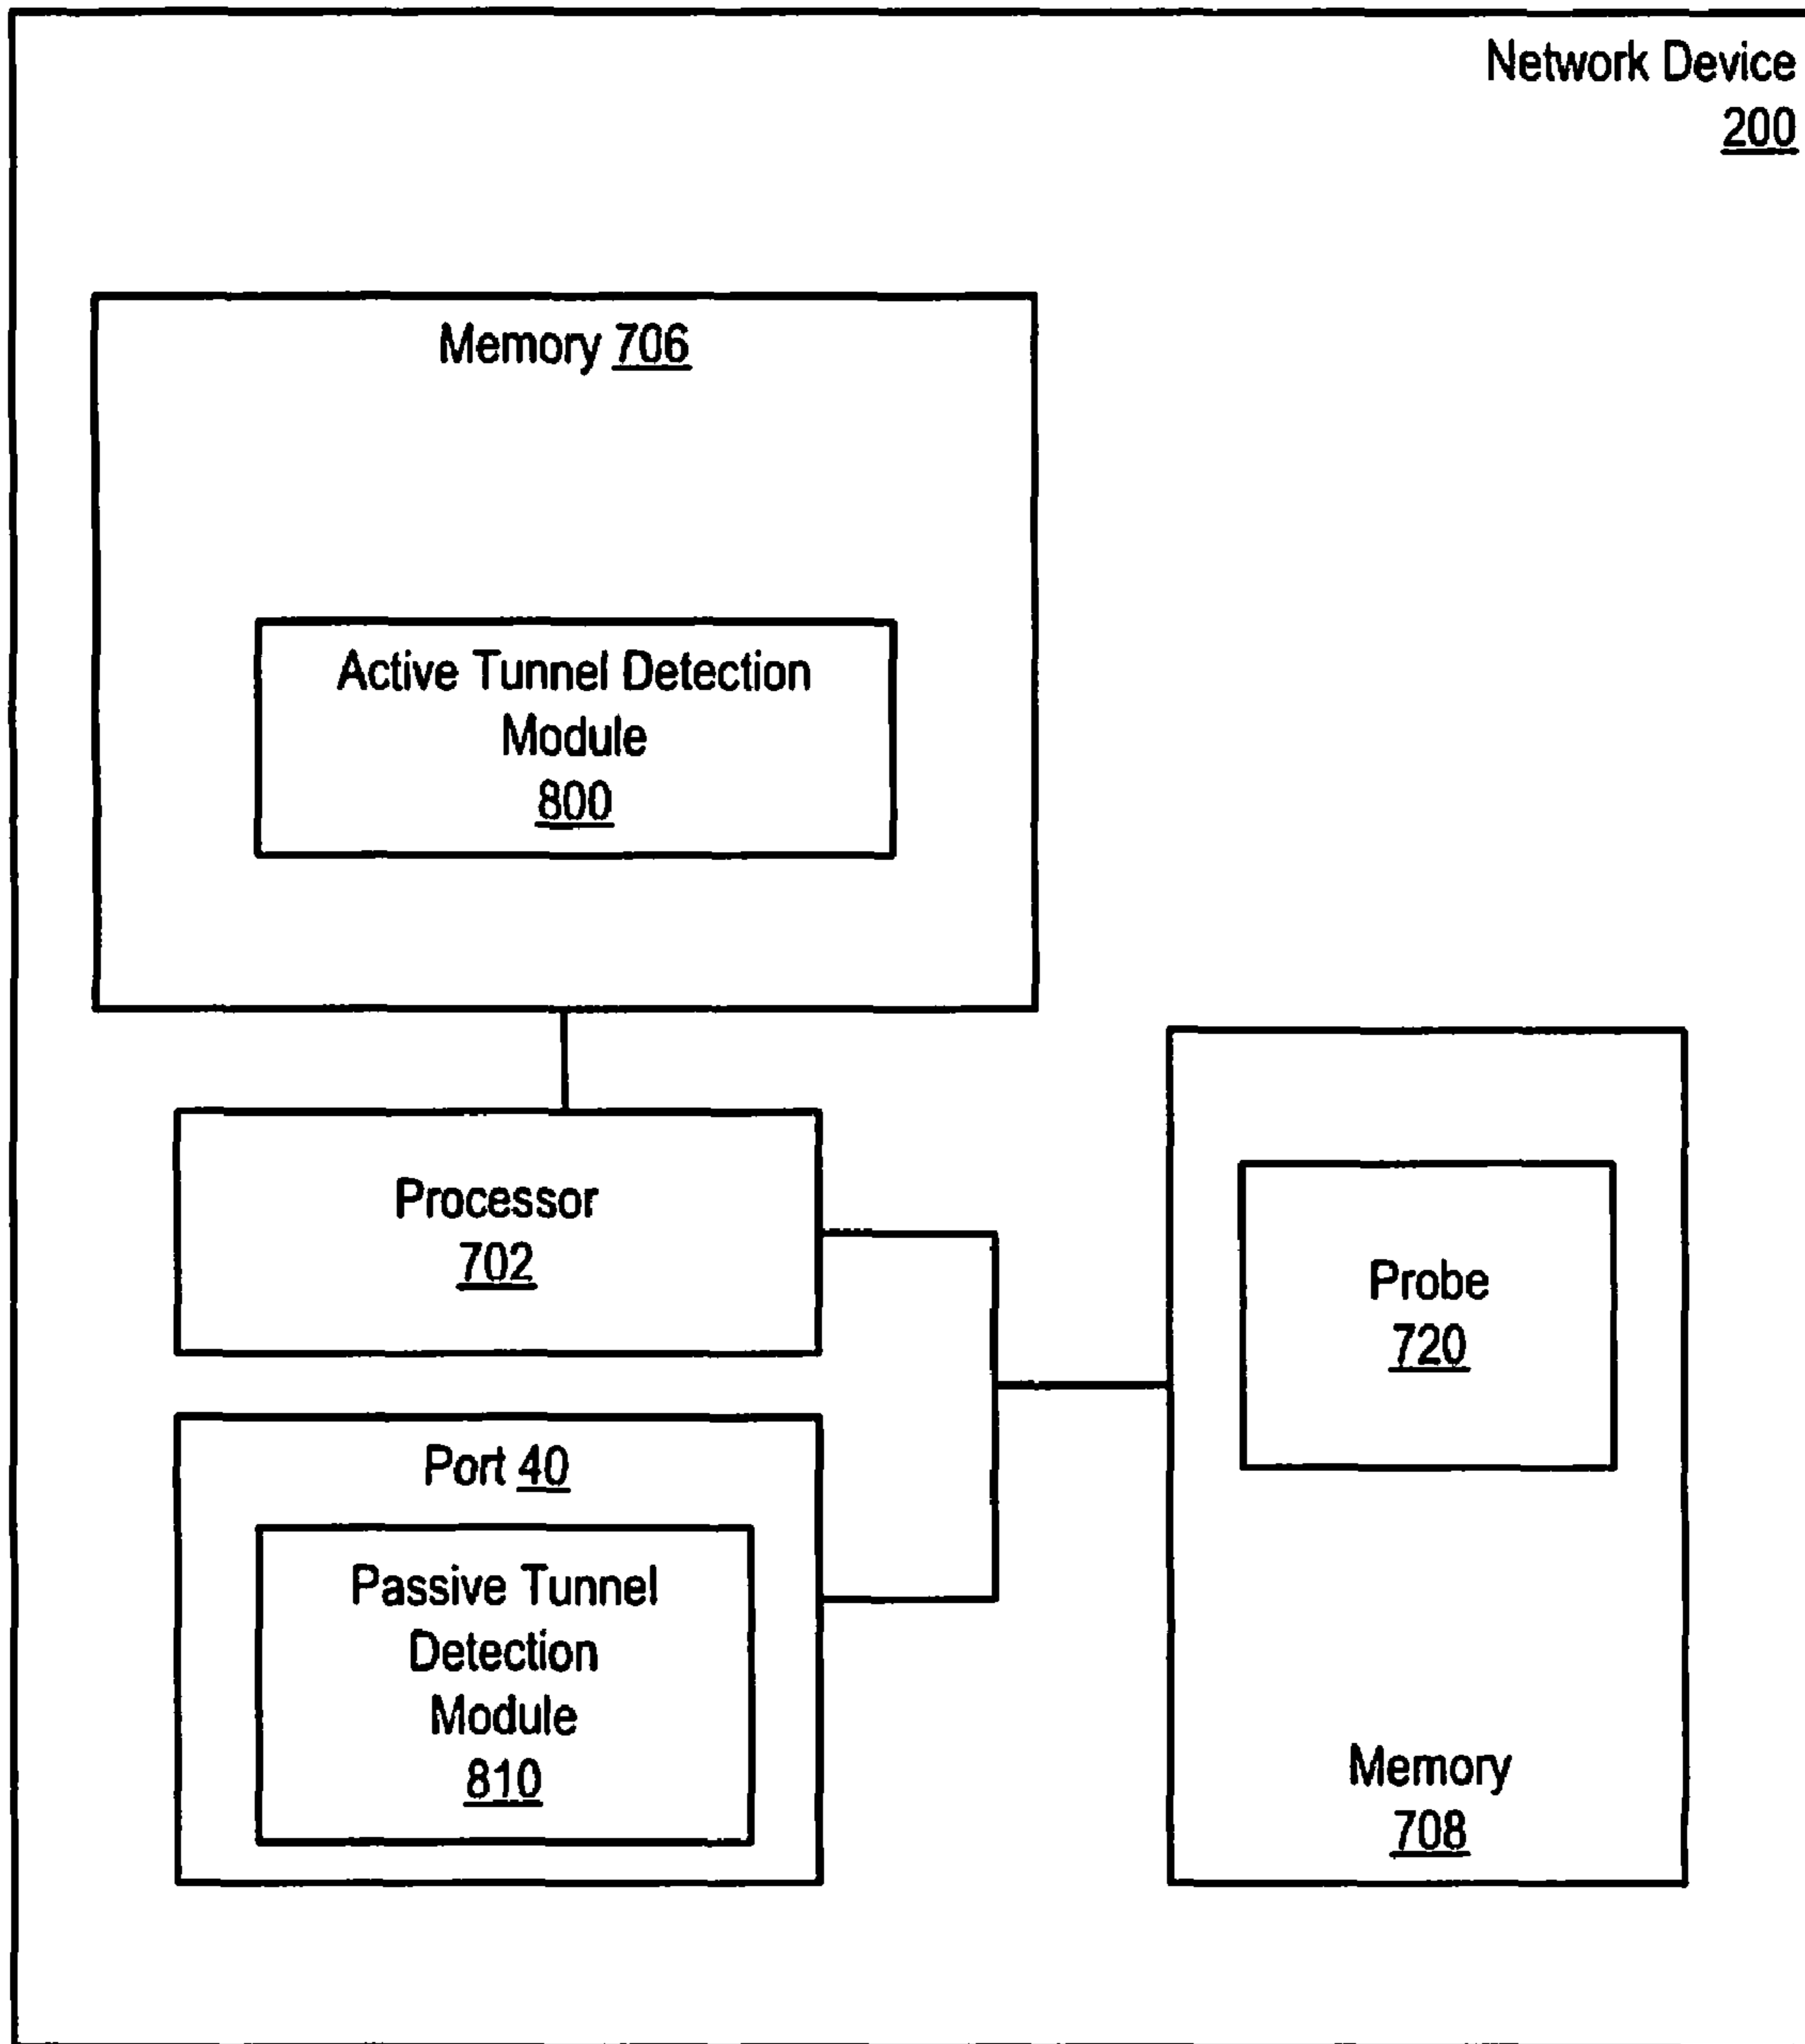 Network Device
200
Memory 706
Active Tunnel Detection
Module
800
Processor
702
Probe
720
Port 40
Passive Tunnel
Detection
Module
810
Memory
708